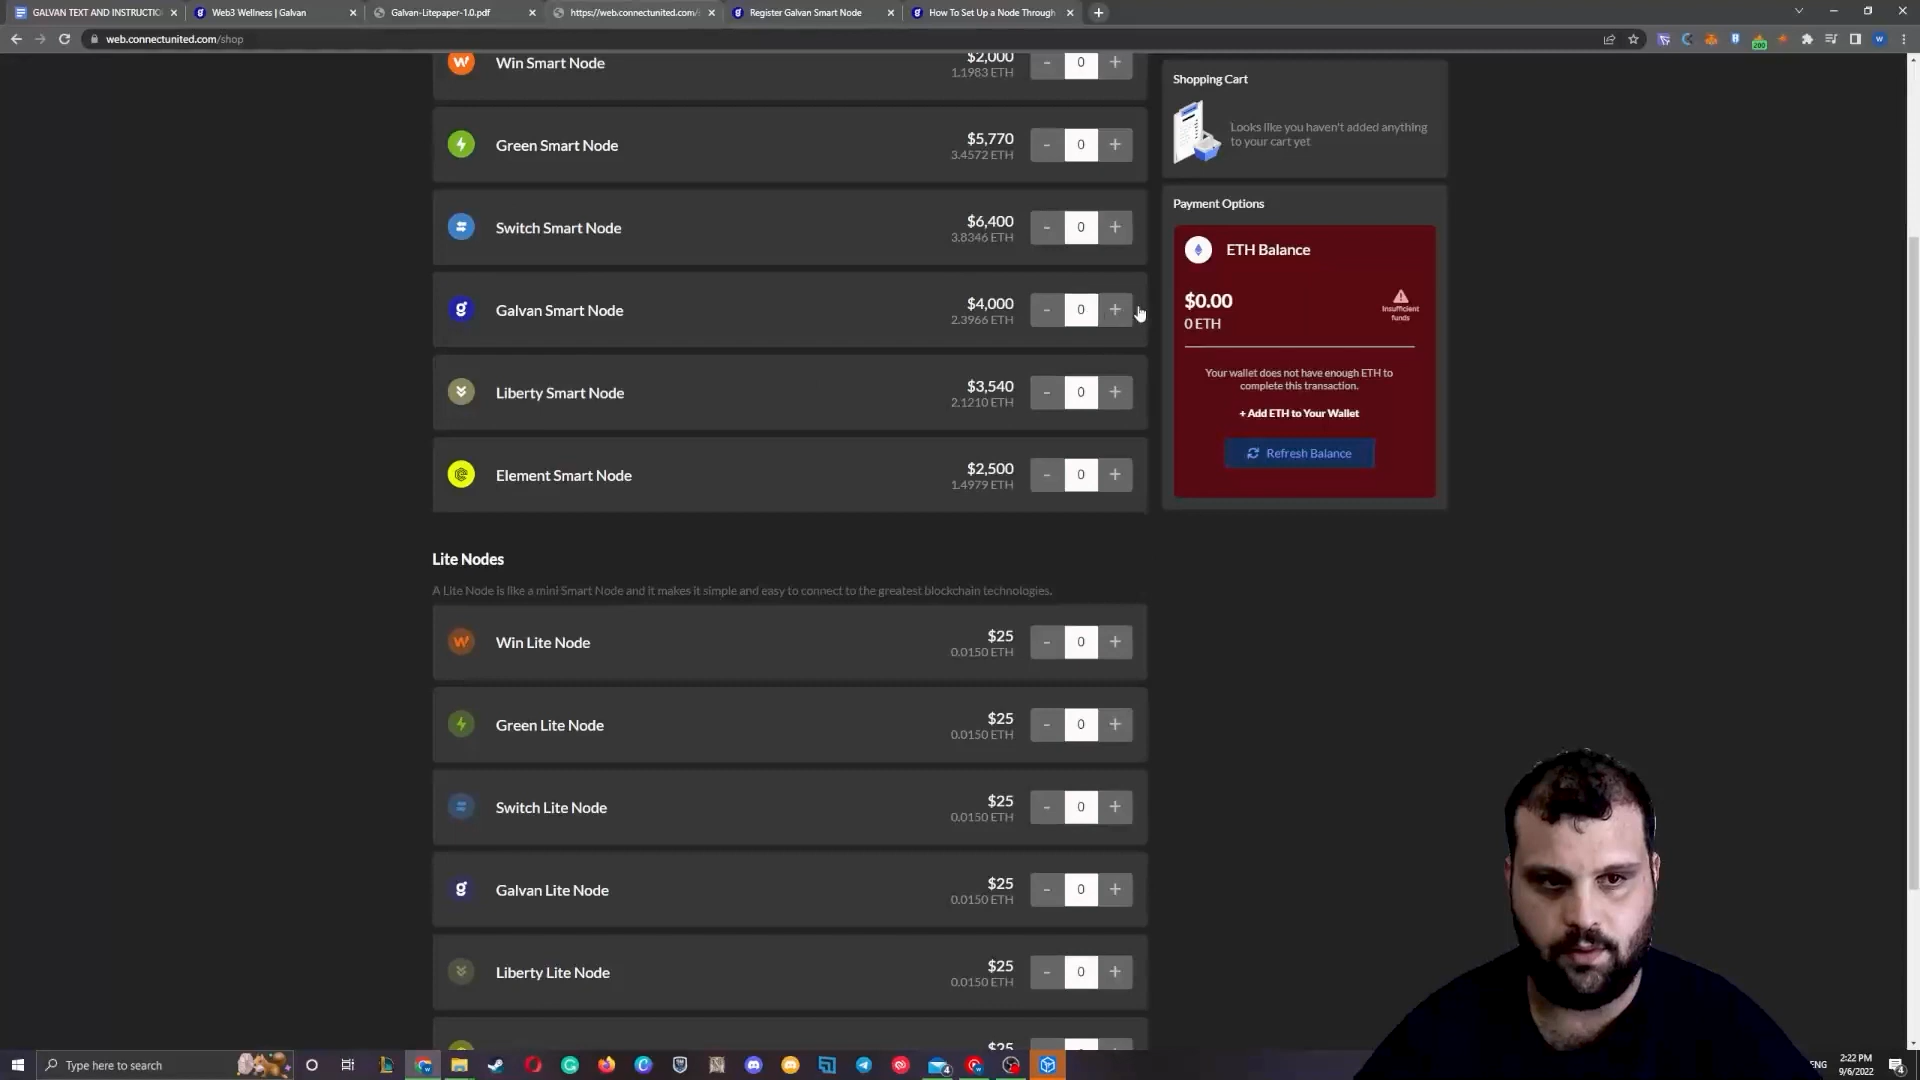 GALVAN TEXT AND INSTRUCTIO
Web3 Wellness | Galvan
Galvan-Litepaper-1.0.pdf
https://web.connectunited.com/
Register Galvan Smart Node
How To Set Up a Node Through
web.connectunited.com/shop
200
Win Smart Node
$2,000
1.1983 ETH
- 0 +
Green Smart Node
$5,770
3.4572 ETH
- 0 +
Switch Smart Node
$6,400
3.8346 ETH
- 0 +
Galvan Smart Node
$4,000
2.3966 ETH
- 0 +
Liberty Smart Node
$3,540
2.1210 ETH
- 0 +
Element Smart Node
$2,500
1.4979 ETH
- 0 +
Shopping Cart
Looks like you haven't added anything
to your cart yet
Payment Options
ETH Balance
$0.00
0 ETH
Insufficient
funds
Your wallet does not have enough ETH to
complete this transaction.
+ Add ETH to Your Wallet
Refresh Balance
Lite Nodes
A Lite Node is like a mini Smart Node and it makes it simple and easy to connect to the greatest blockchain technologies.
Win Lite Node
$25
0.0150 ETH
- 0 +
Green Lite Node
$25
0.0150 ETH
- 0 +
Switch Lite Node
$25
0.0150 ETH
- 0 +
Galvan Lite Node
$25
0.0150 ETH
- 0 +
Liberty Lite Node
$25
0.0150 ETH
- 0 +
$25
Type here to search
ENG
2:22 PM
9/6/2022